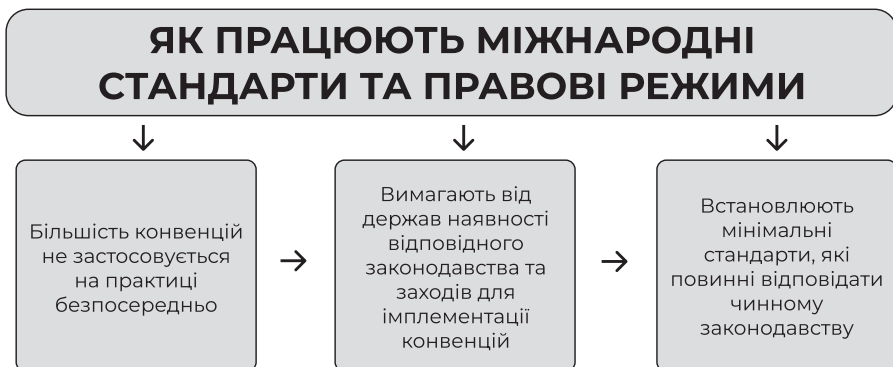 ЯК ПРАЦЮЮТЬ МІЖНАРОДНІ
СТАНДАРТИ ТА ПРАВОВІ РЕЖИМИ
Більшість конвенцій
не застосовується
на практиці
безпосередньо
Вимагають від
держав наявності
відповідного
законодавства та
заходів для
імплементації
конвенцій
Встановлюють
мінімальні
стандарти, які
повинні відповідати
чинному
законодавству